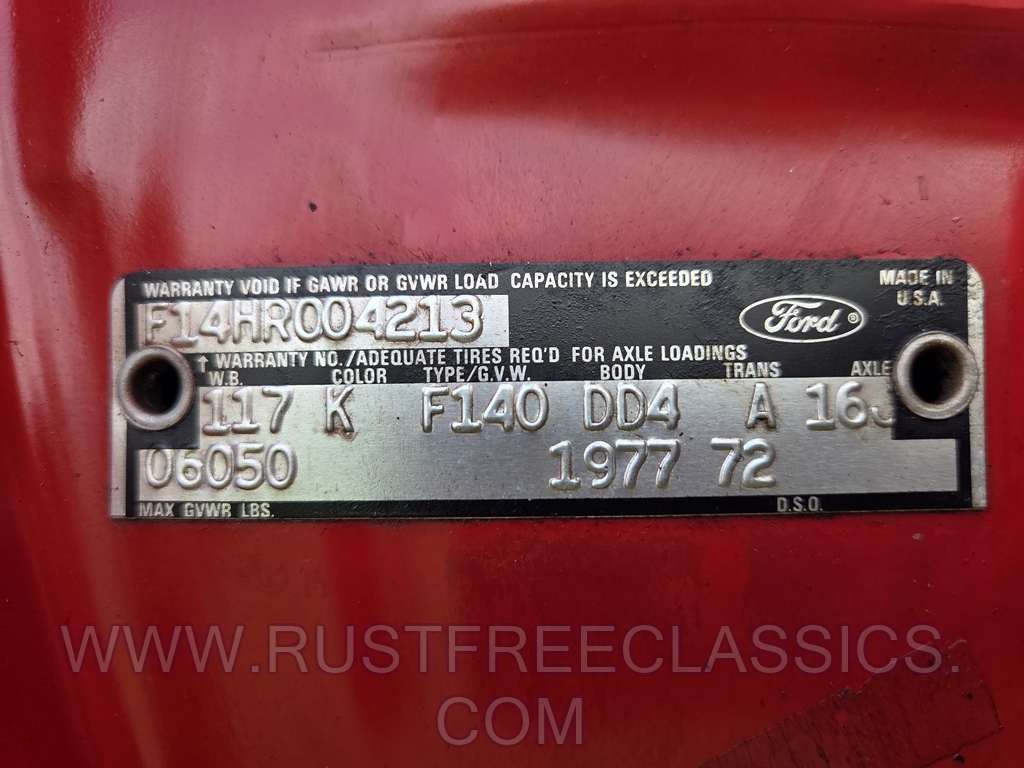 WARRANTY VOID IF GAWR OR GVWR LOAD CAPACITY IS EXCEEDED
MADE IN U.S.A.
F14HR004213
Ford ®
↑ WARRANTY NO./ADEQUATE TIRES REQ'D FOR AXLE LOADINGS
W.B. COLOR TYPE/G.V.W. BODY TRANS AXLE
117 K F140 DD4 A 16J
06050 1977 72
MAX GVWR LBS. D.S.O.
WWW.RUSTFREECLASSICS.
COM